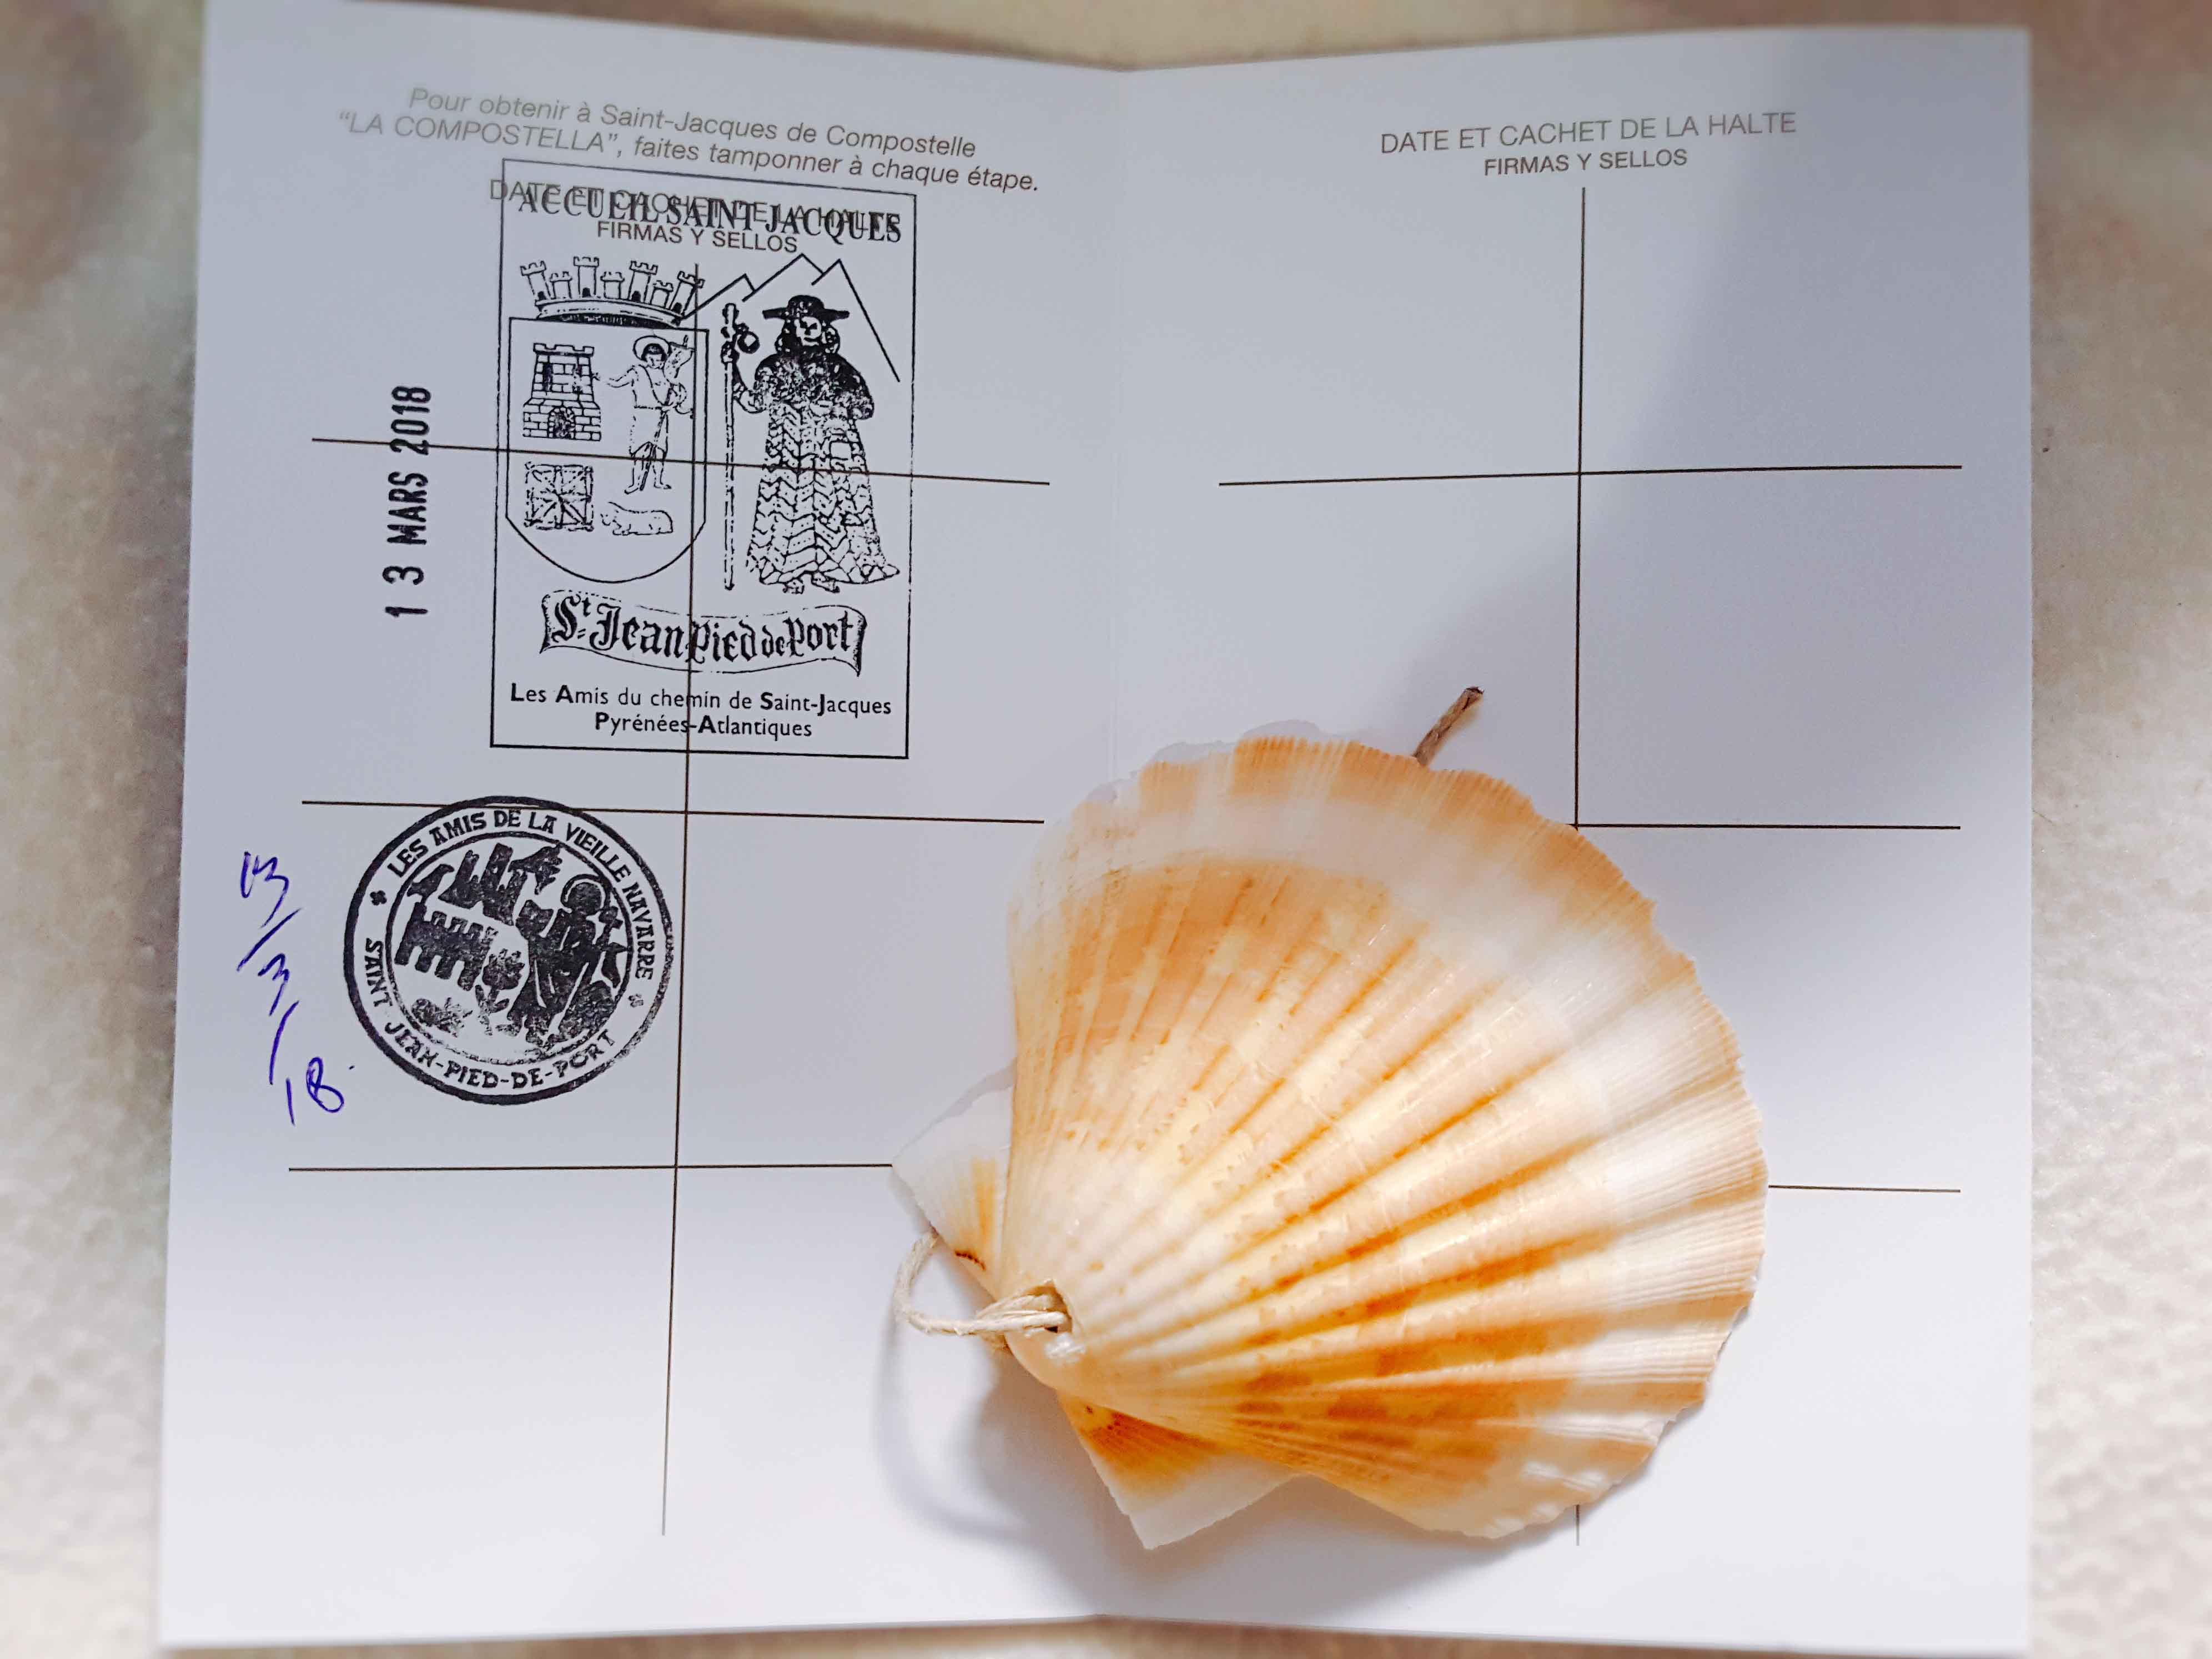 Pour obtenir à Saint-Jacques de Compostelle
“LA COMPOSTELLA”, faites tamponner à chaque étape.
DATE ET CACHET DE LA HALTE
FIRMAS Y SELLOS
ACCUEIL SAINT JACQUES
13 MARS 2018
St Jean Pied de Port
Les Amis du chemin de Saint-Jacques
Pyrénées-Atlantiques
LES AMIS DE LA VIEILLE NAVARRE
SAINT JEAN-PIED-DE-PORT
13/3/18.
DATE ET CACHET DE LA HALTE
FIRMAS Y SELLOS